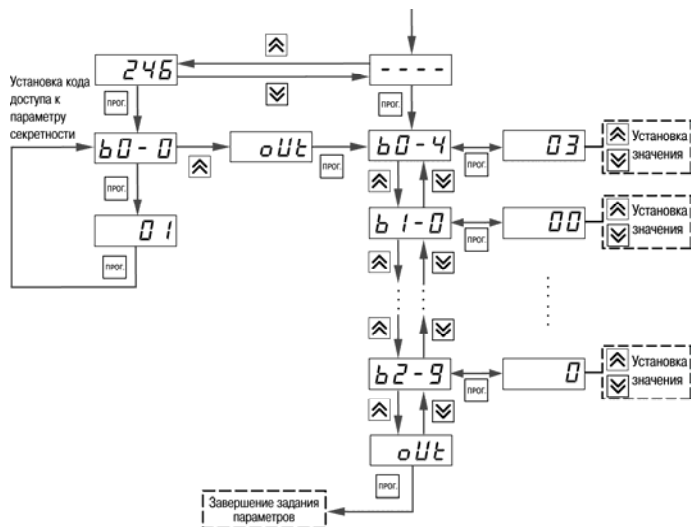 246
- - - -
Установка кода
доступа к
параметру
секретности
ПРОГ.
ПРОГ.
b0-0
oUt
b0-4
03
Установка
значения
ПРОГ.
ПРОГ.
ПРОГ.
01
b1-0
00
Установка
значения
ПРОГ.
ПРОГ.
b2-9
0
Установка
значения
ПРОГ.
oUt
ПРОГ.
Завершение задания
параметров